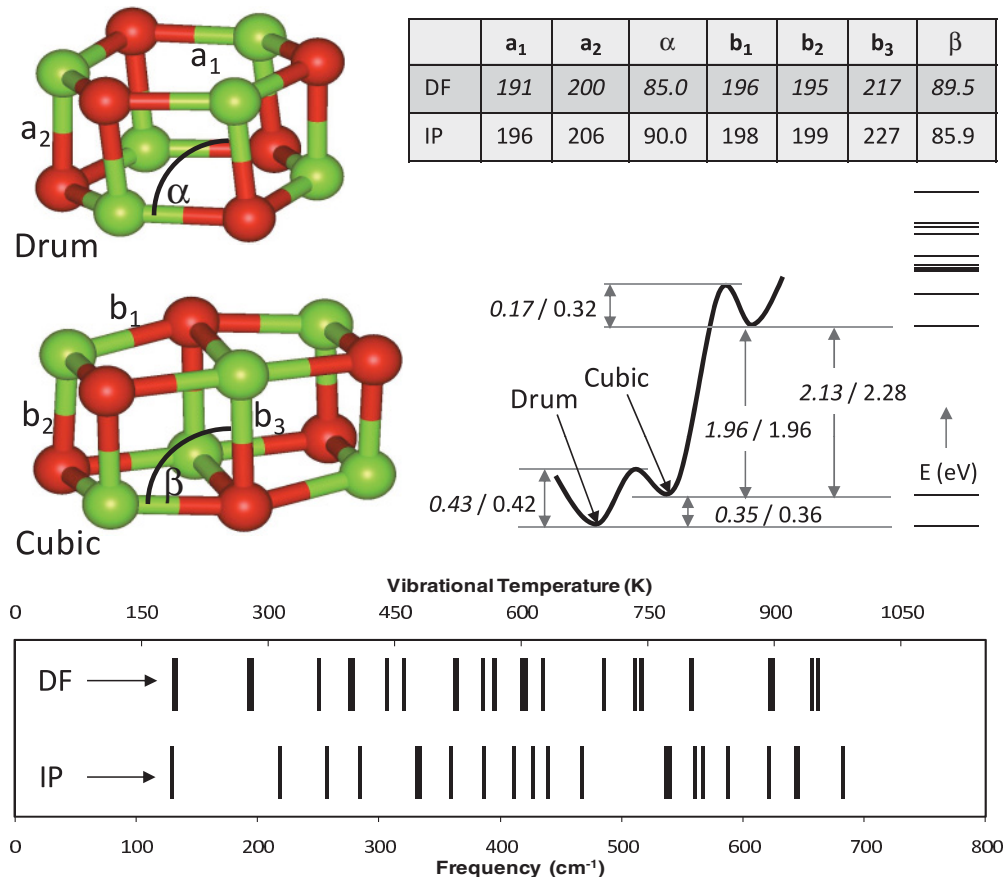 a₁
a₂
α
Drum
a₁ a₂ α b₁ b₂ b₃ β
DF 191 200 85.0 196 195 217 89.5
IP 196 206 90.0 198 199 227 85.9
b₁
b₂
b₃
β
Cubic
0.17 / 0.32
Cubic
Drum
2.13 / 2.28
1.96 / 1.96
E (eV)
0.43 / 0.42
0.35 / 0.36
Vibrational Temperature (K)
0 150 300 450 600 750 900 1050
DF
IP
0 100 200 300 400 500 600 700 800
Frequency (cm⁻¹)